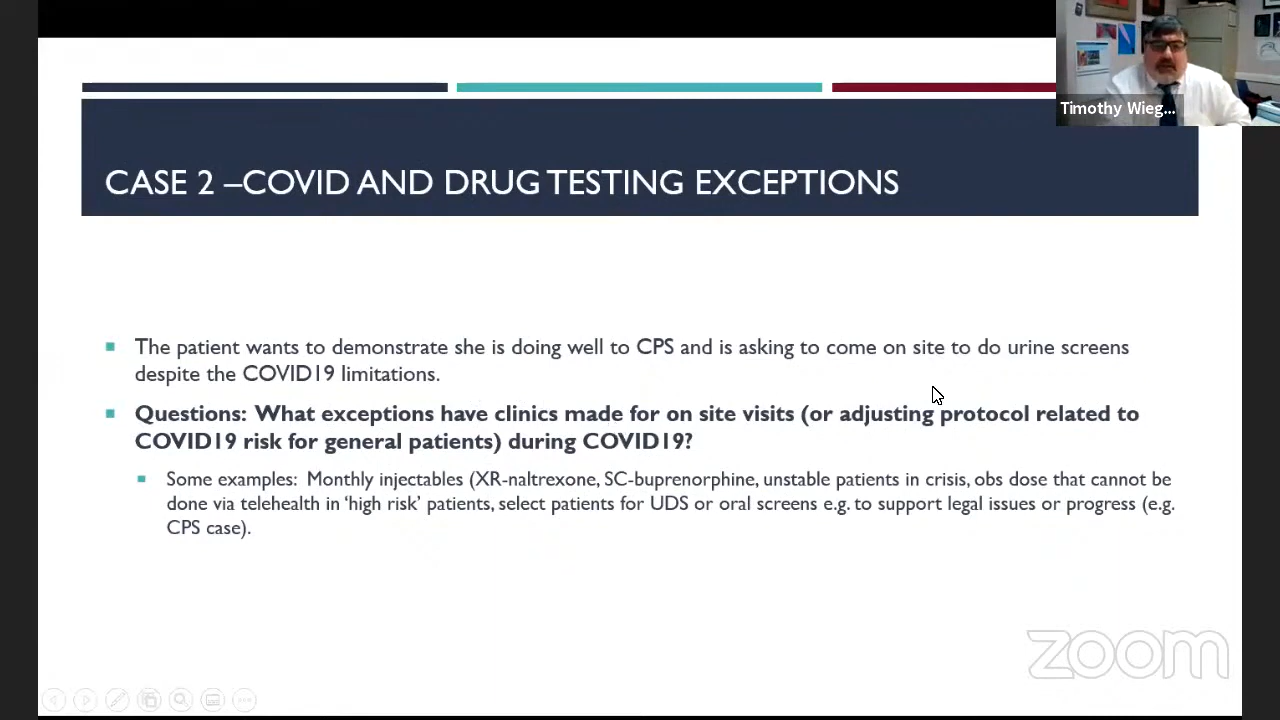 Timothy Wieg...
CASE 2 –COVID AND DRUG TESTING EXCEPTIONS
The patient wants to demonstrate she is doing well to CPS and is asking to come on site to do urine screens
despite the COVID19 limitations.
Questions: What exceptions have clinics made for on site visits (or adjusting protocol related to
COVID19 risk for general patients) during COVID19?
Some examples: Monthly injectables (XR-naltrexone, SC-buprenorphine, unstable patients in crisis, obs dose that cannot be
done via telehealth in ‘high risk’ patients, select patients for UDS or oral screens e.g. to support legal issues or progress (e.g.
CPS case).
zoom